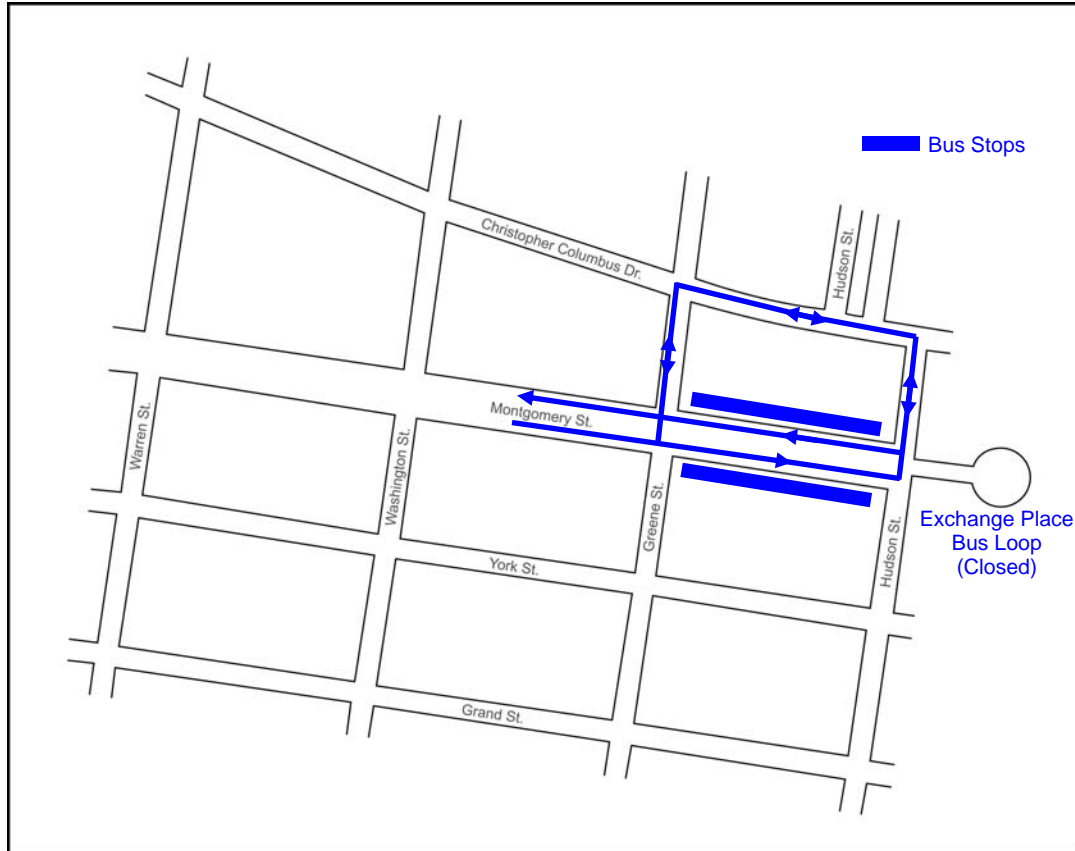 Bus Stops
Christopher Columbus Dr.
Hudson St.
Montgomery St.
Warren St.
Washington St.
Greene St.
Hudson St.
Exchange Place
Bus Loop
(Closed)
York St.
Grand St.